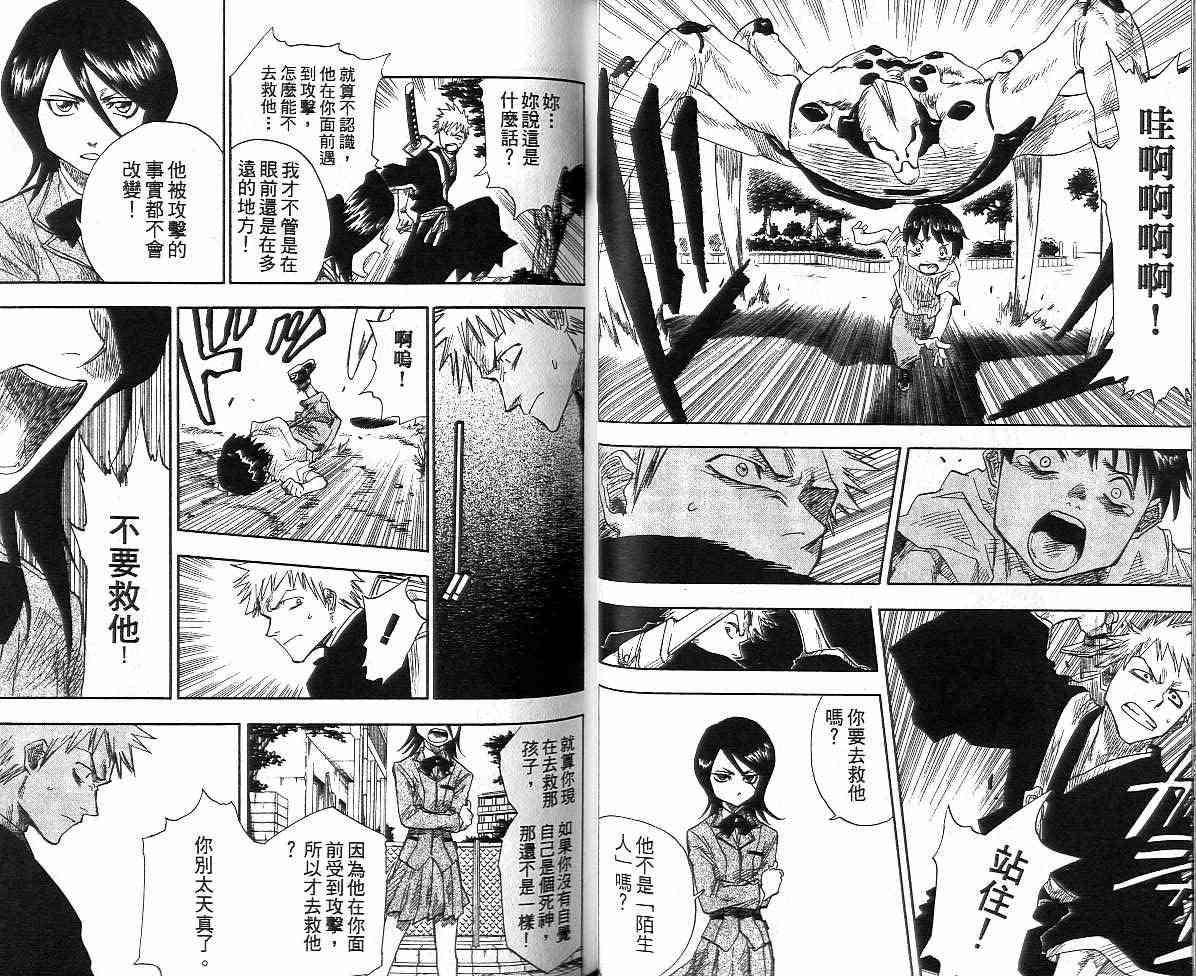 哇啊啊啊啊！
站住！
你要去救他
嗎？
他不是「陌生
人」嗎？
妳…
妳說這是
什麼話？
就算不認識，
他在你面前遇
到攻擊，
怎麼能不
去救他…
我才不管是在
眼前還是在多
遠的地方！
他被攻擊的
事實都不會
改變！
啊嗚！
！
不要救他！
就算你現
在去救那
孩子，
如果你沒有自覺
自己是個死神，
那還不是一樣！
因為他在你面
前受到攻擊，
所以才去救他
？
你別太天真了。